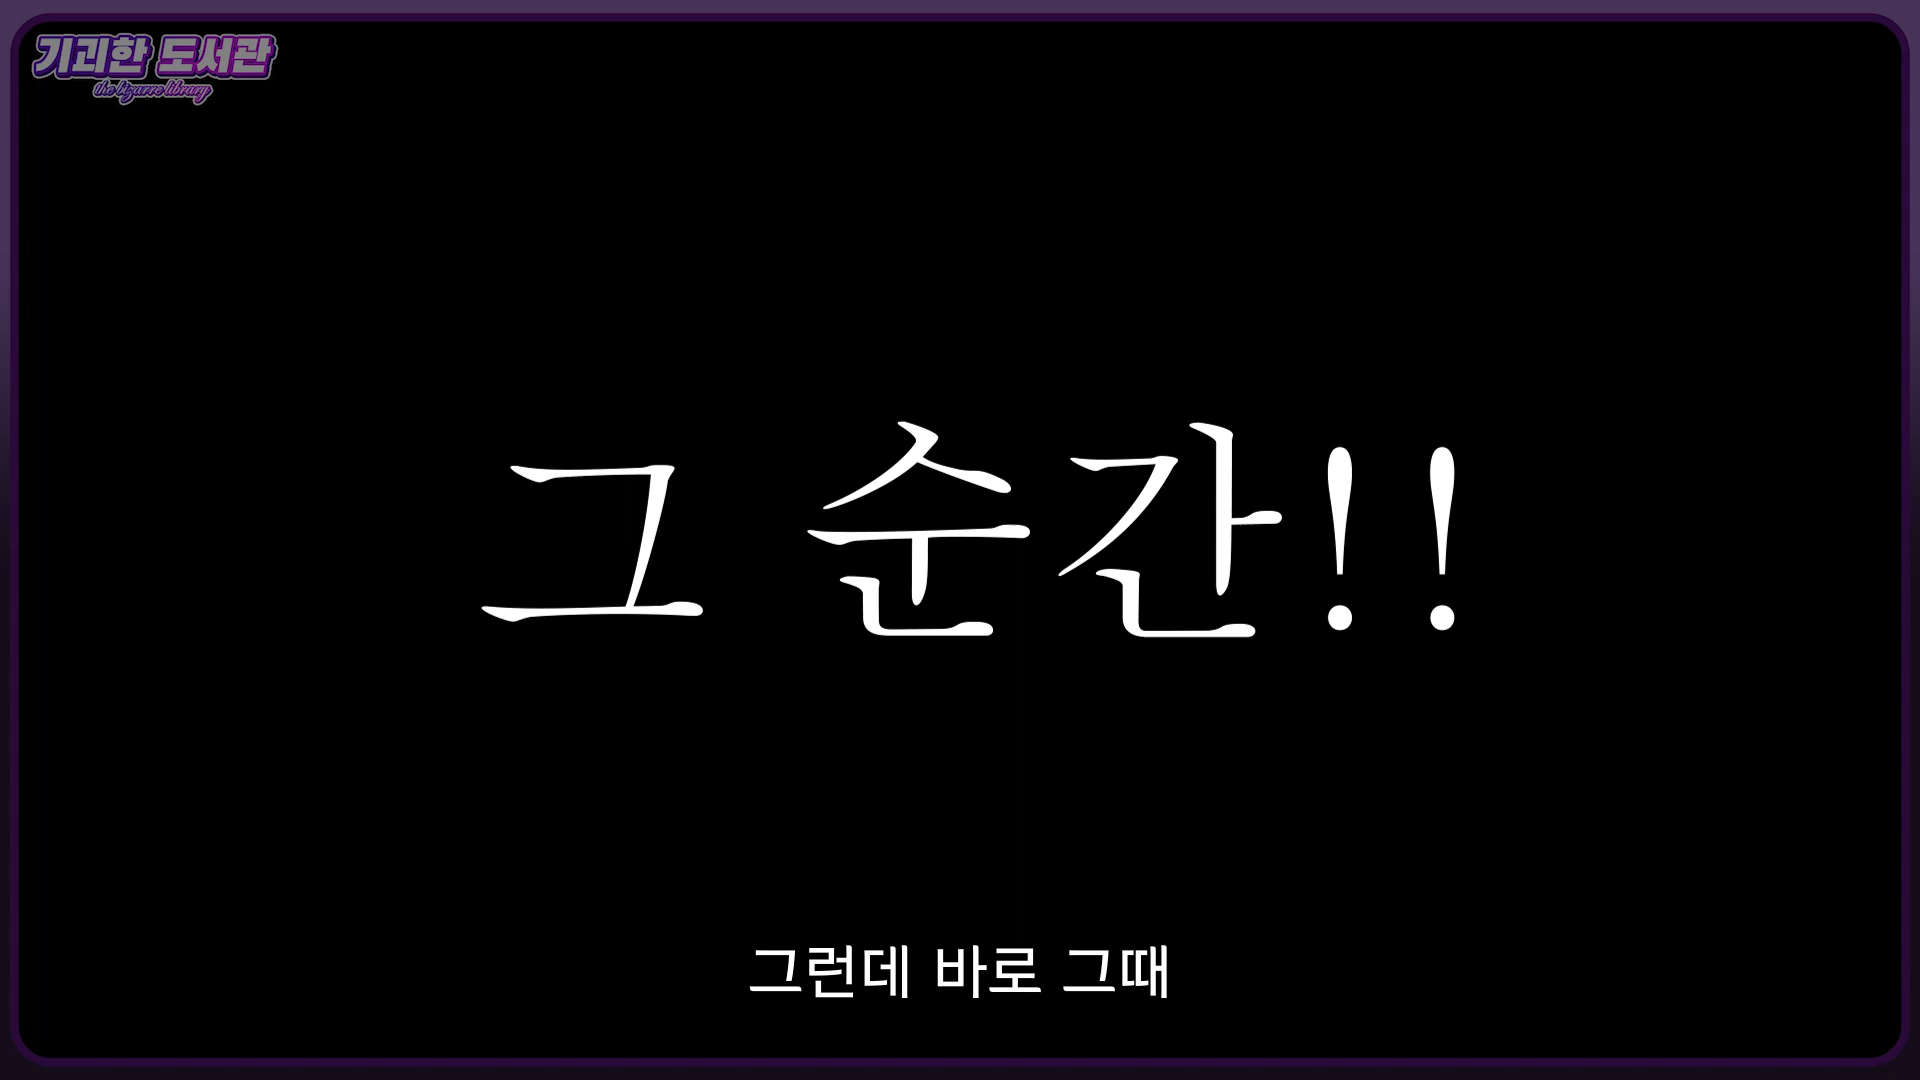 기괴한 도서관
the bizarre library
그 순간!!
그런데 바로 그때